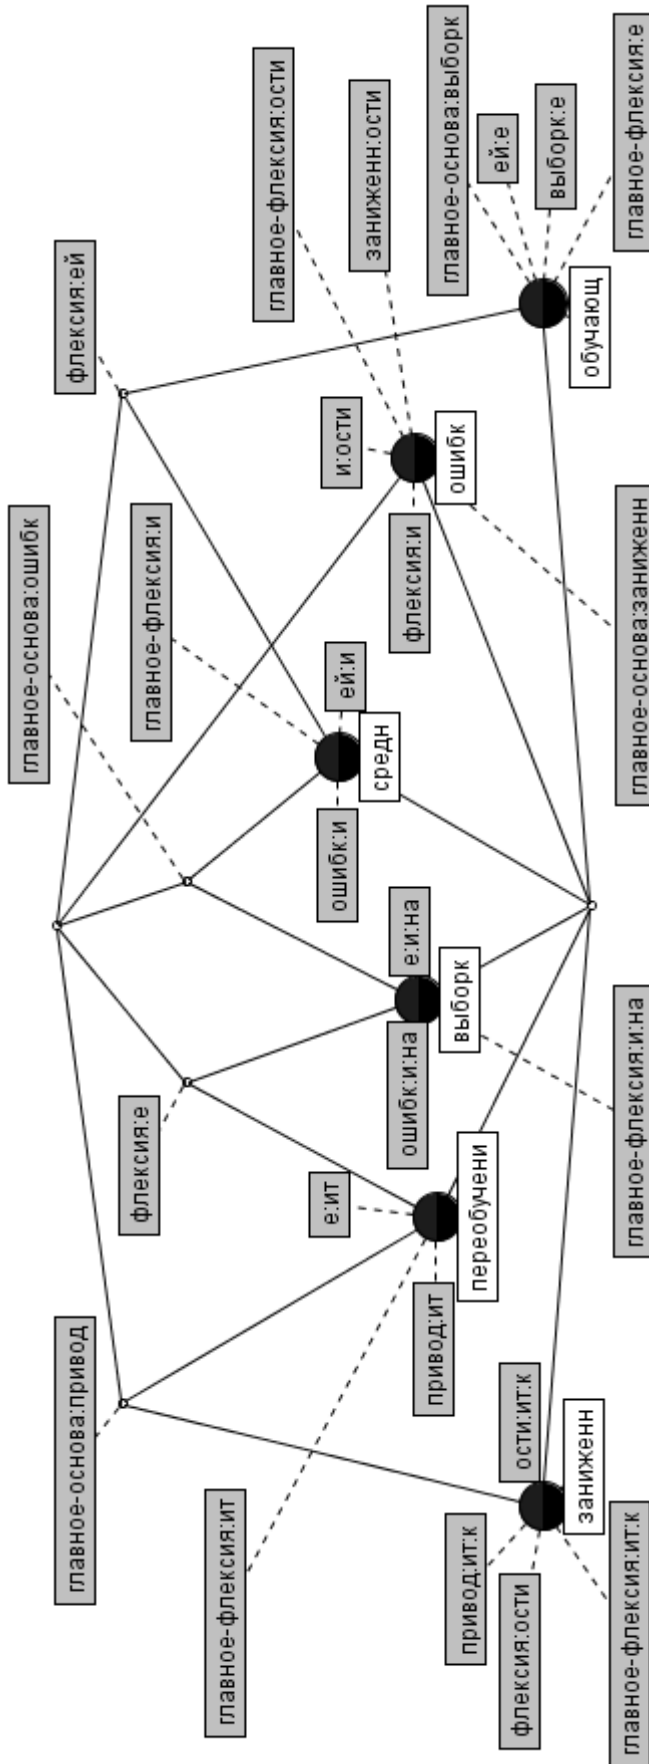 главное-основа:привод
главное-основа:ошибк
флексия:ей
флексия:е
главное-флексия:и
главное-флексия:ости
главное-флексия:ит
е:ит
ошибк:и
ей:и
средн
и:ости
заниженн:ости
привод:ит
переобучени
ошибк:и:на
е:и:на
выборк
флексия:и
ошибк
главное-основа:выборк
ей:е
выборк:е
главное-флексия:е
обучающ
привод:ит:к
флексия:ости
главное-флексия:ит:к
ости:ит:к
заниженн
главное-флексия:и:на
главное-основа:заниженн